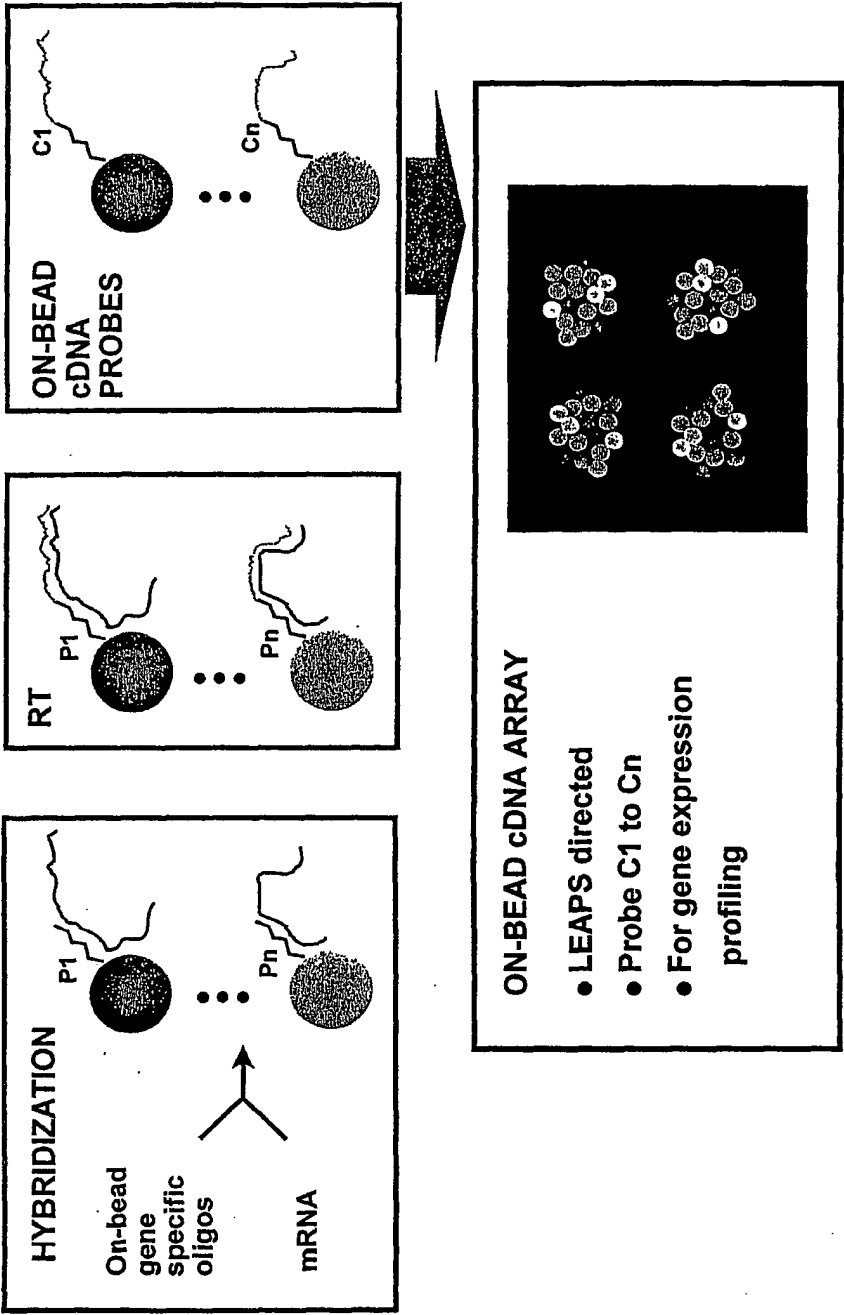 HYBRIDIZATION
On-bead
gene
specific
oligos
mRNA
P1
Pn
RT
P1
Pn
ON-BEAD
cDNA
PROBES
C1
Cn
ON-BEAD cDNA ARRAY
● LEAPS directed
● Probe C1 to Cn
● For gene expression
profiling